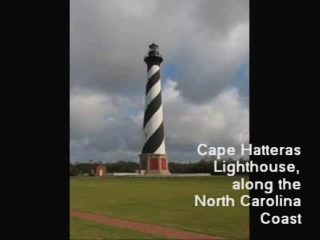 Cape Hatteras
Lighthouse,
along the
North Carolina
Coast